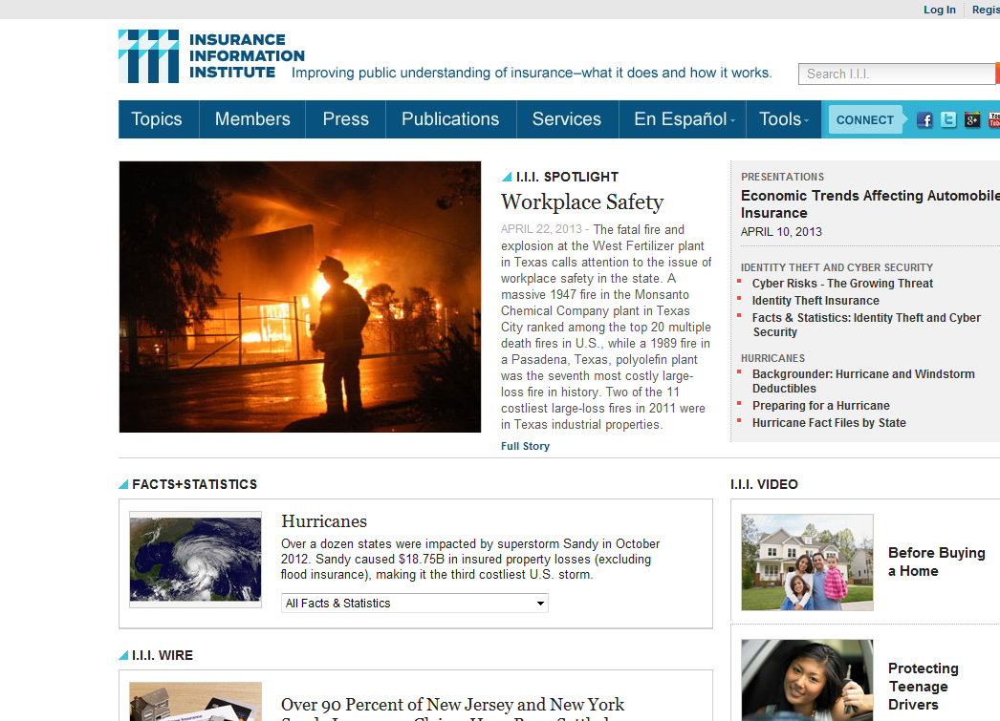 Log In
INSURANCE
INFORMATION
INSTITUTE
Improving public understanding of insurance–what it does and how it works.
Search I.I.I.
Topics
Members
Press
Publications
Services
En Español
Tools
CONNECT
I.I.I. SPOTLIGHT
Workplace Safety
APRIL 22, 2013 - The fatal fire and
explosion at the West Fertilizer plant
in Texas calls attention to the issue of
workplace safety in the state. A
massive 1947 fire in the Monsanto
Chemical Company plant in Texas
City ranked among the top 20 multiple
death fires in U.S., while a 1989 fire in
a Pasadena, Texas, polyolefin plant
was the seventh most costly large-
loss fire in history. Two of the 11
costliest large-loss fires in 2011 were
in Texas industrial properties.
Full Story
PRESENTATIONS
Economic Trends Affecting Automobile
Insurance
APRIL 10, 2013
IDENTITY THEFT AND CYBER SECURITY
Cyber Risks - The Growing Threat
Identity Theft Insurance
Facts & Statistics: Identity Theft and Cyber
Security
HURRICANES
Backgrounder: Hurricane and Windstorm
Deductibles
Preparing for a Hurricane
Hurricane Fact Files by State
FACTS+STATISTICS
Hurricanes
Over a dozen states were impacted by superstorm Sandy in October
2012. Sandy caused $18.75B in insured property losses (excluding
flood insurance), making it the third costliest U.S. storm.
All Facts & Statistics
I.I.I. WIRE
Over 90 Percent of New Jersey and New York
I.I.I. VIDEO
Before Buying
a Home
Protecting
Teenage
Drivers